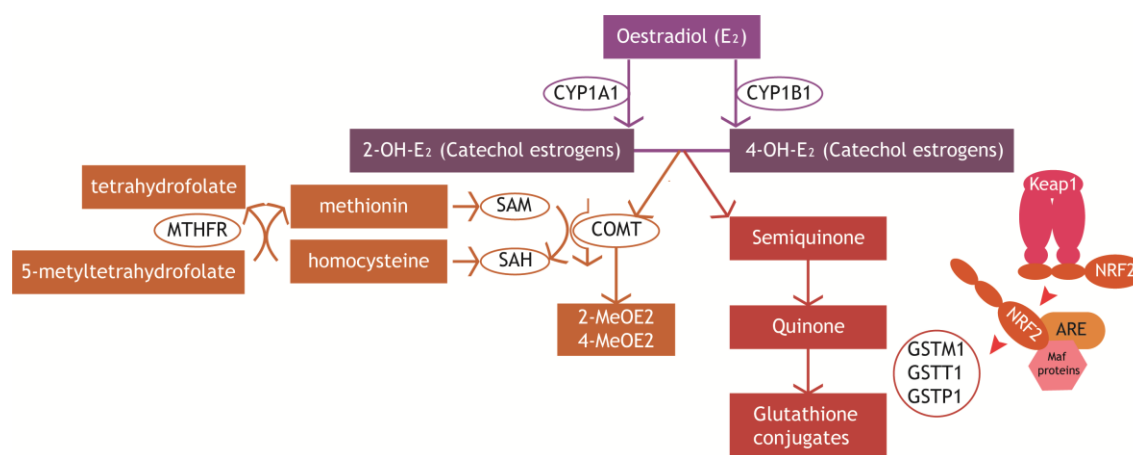 Oestradiol (E₂)
CYP1A1
CYP1B1
2-OH-E₂ (Catechol estrogens)
4-OH-E₂ (Catechol estrogens)
tetrahydrofolate
MTHFR
5-metyltetrahydrofolate
methionin
homocysteine
SAM
SAH
COMT
2-MeOE2
4-MeOE2
Semiquinone
Quinone
Glutathione
conjugates
GSTM1
GSTT1
GSTP1
Keap1
NRF2
NRF2
ARE
Maf
proteins